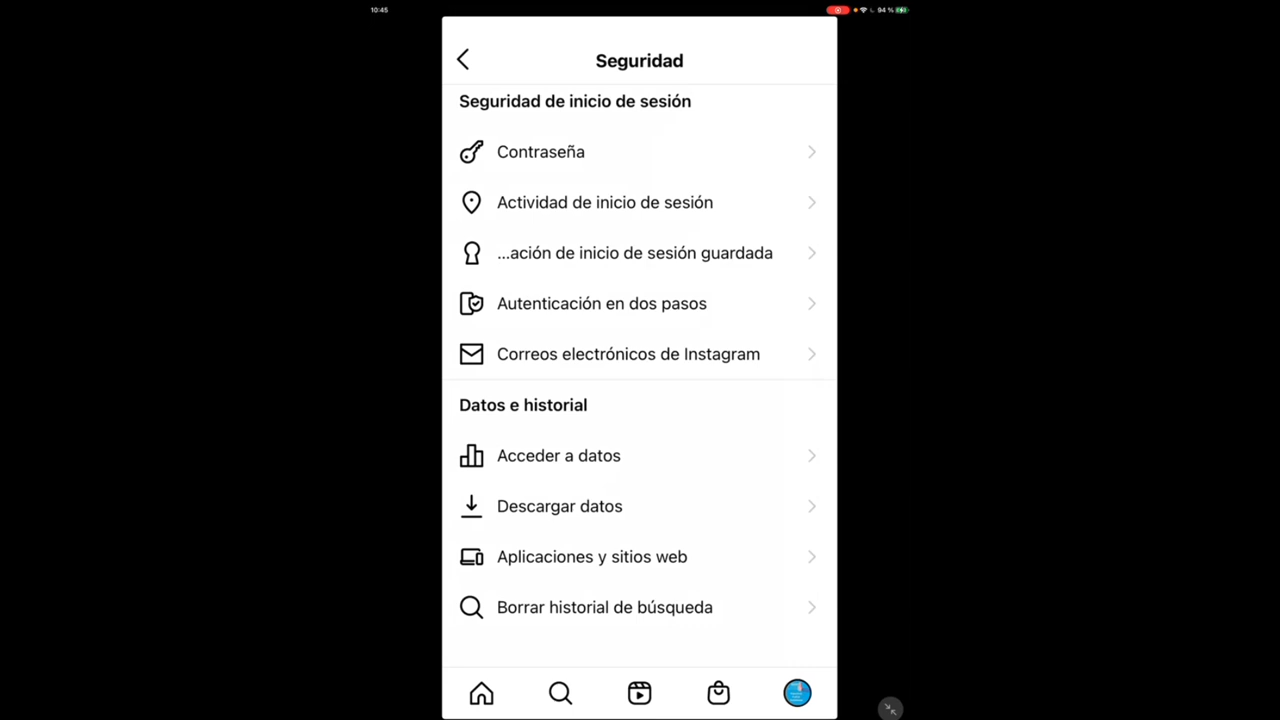 10:45
94 %
Seguridad
Seguridad de inicio de sesión
Contraseña
Actividad de inicio de sesión
...ación de inicio de sesión guardada
Autenticación en dos pasos
Correos electrónicos de Instagram
Datos e historial
Acceder a datos
Descargar datos
Aplicaciones y sitios web
Borrar historial de búsqueda